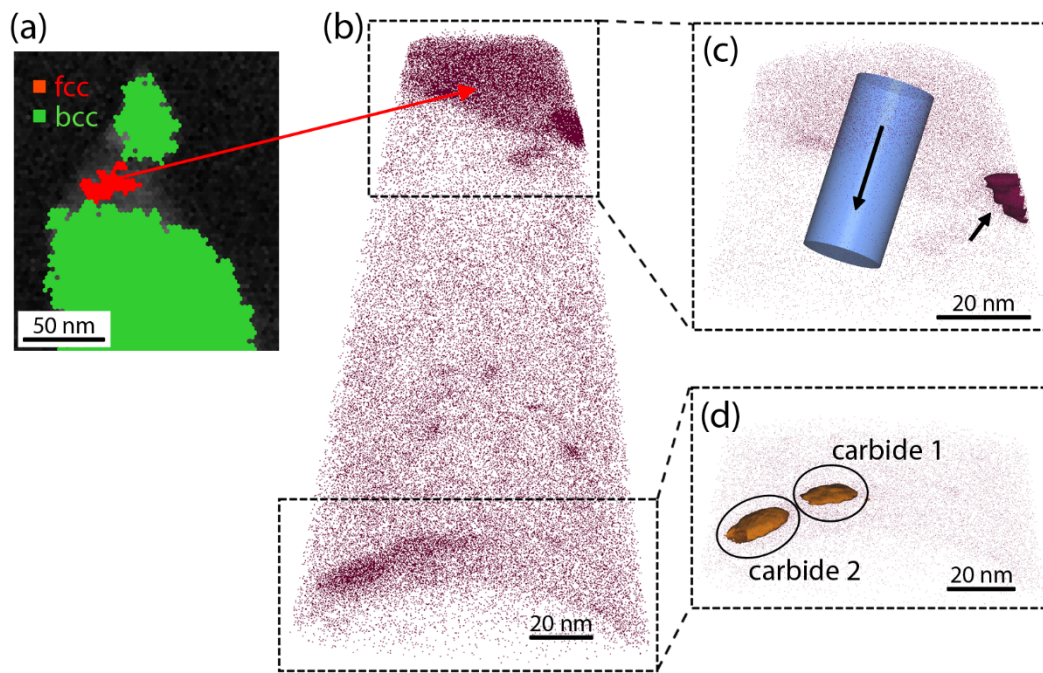 (a)
fcc
bcc
50 nm
(b)
20 nm
(c)
20 nm
(d)
carbide 1
carbide 2
20 nm